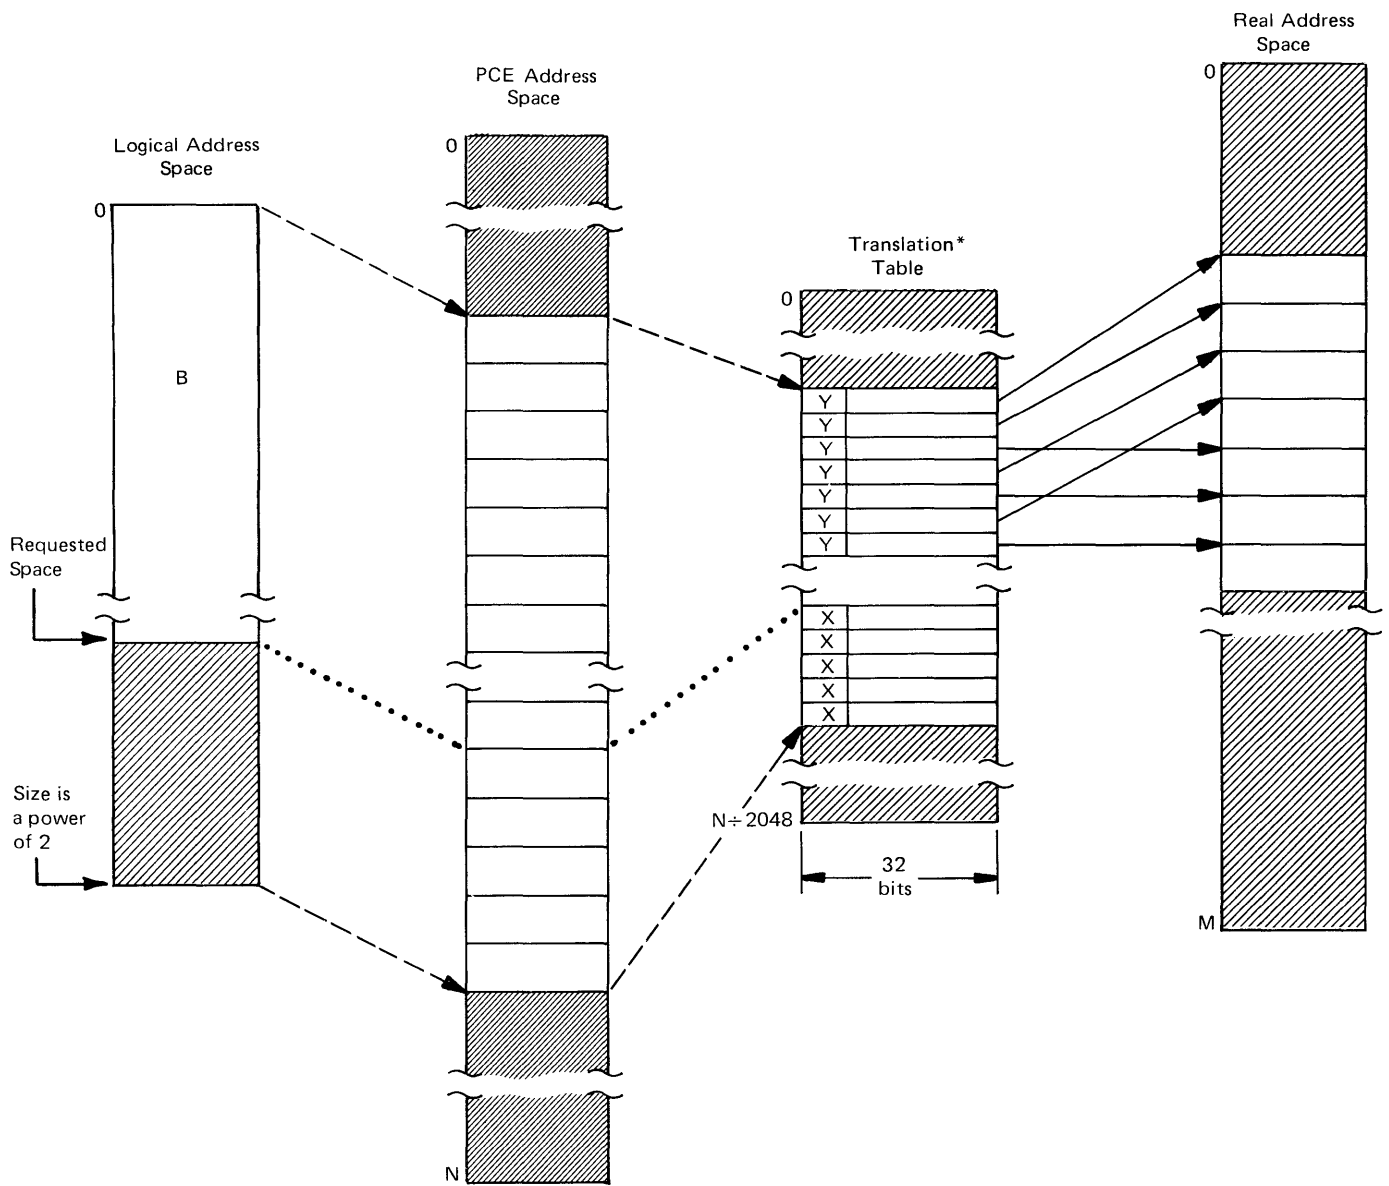 Real Address
Space
0
PCE Address
Space
0
Logical Address
Space
0
B
Translation*
Table
0
Y
Y
Y
Y
Y
Y
Y
Requested
Space
X
X
X
X
X
Size is
a power
of 2
N÷2048
32
bits
M
N